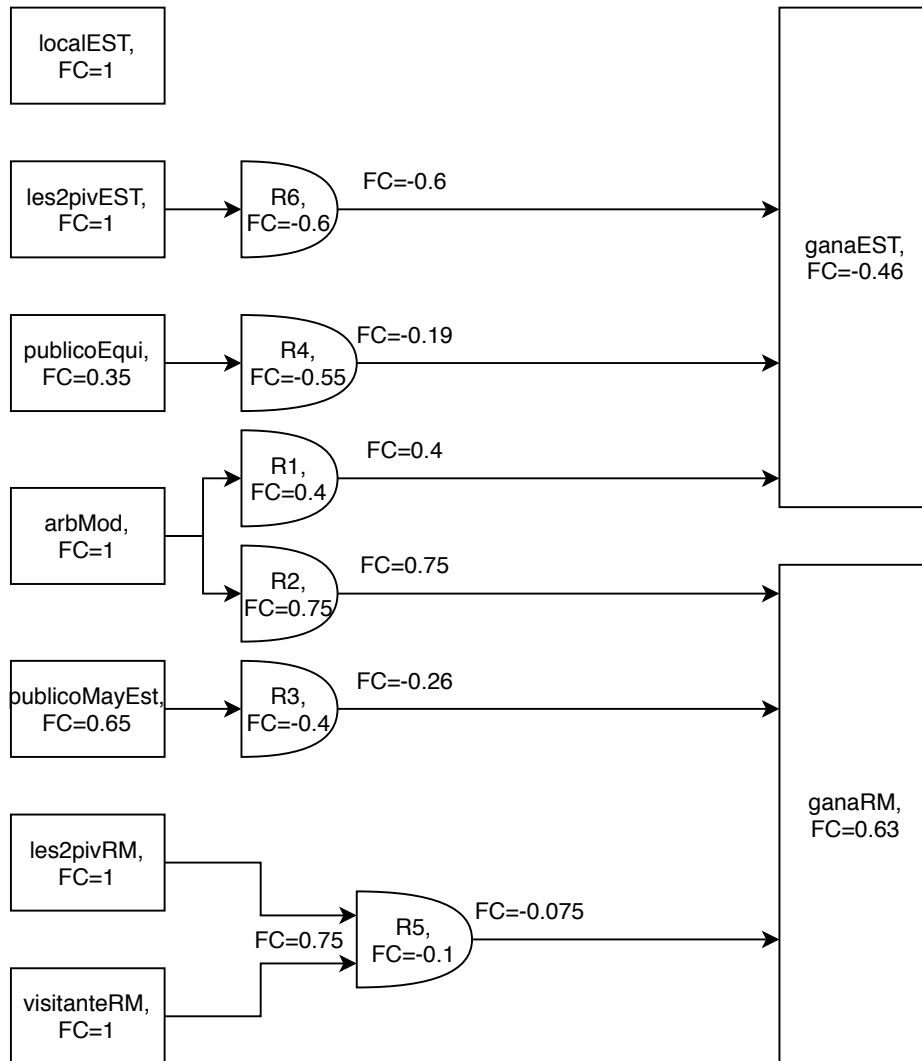 localEST,
FC=1
les2pivEST,
FC=1
R6,
FC=-0.6
FC=-0.6
ganaEST,
FC=-0.46
publicoEqui,
FC=0.35
R4,
FC=-0.55
FC=-0.19
R1,
FC=0.4
FC=0.4
arbMod,
FC=1
R2,
FC=0.75
FC=0.75
publicoMayEst,
FC=0.65
R3,
FC=-0.4
FC=-0.26
ganaRM,
FC=0.63
les2pivRM,
FC=1
FC=0.75
R5,
FC=-0.1
FC=-0.075
visitanteRM,
FC=1